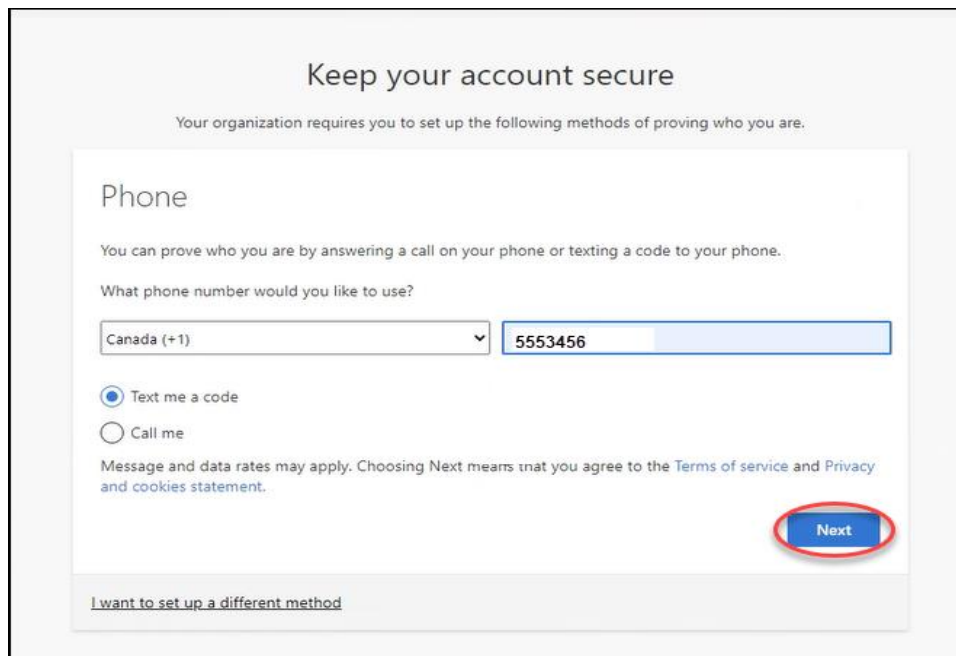 Keep your account secure
Your organization requires you to set up the following methods of proving who you are.
Phone
You can prove who you are by answering a call on your phone or texting a code to your phone.
What phone number would you like to use?
Canada (+1) 5553456
Text me a code
Call me
Message and data rates may apply. Choosing Next means that you agree to the Terms of service and Privacy
and cookies statement.
Next
I want to set up a different method